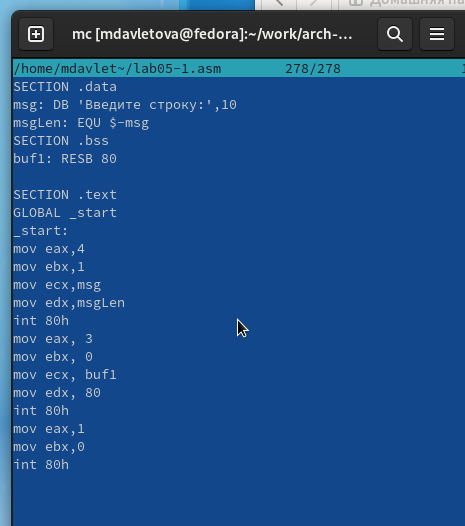 Домашняя па
mc [mdavletova@fedora]:~/work/arch-...
/home/mdavlet~/lab05-1.asm 278/278 1
SECTION .data
msg: DB 'Введите строку:',10
msgLen: EQU $-msg
SECTION .bss
buf1: RESB 80
SECTION .text
GLOBAL _start
_start:
mov eax,4
mov ebx,1
mov ecx,msg
mov edx,msgLen
int 80h
mov eax, 3
mov ebx, 0
mov ecx, buf1
mov edx, 80
int 80h
mov eax,1
mov ebx,0
int 80h